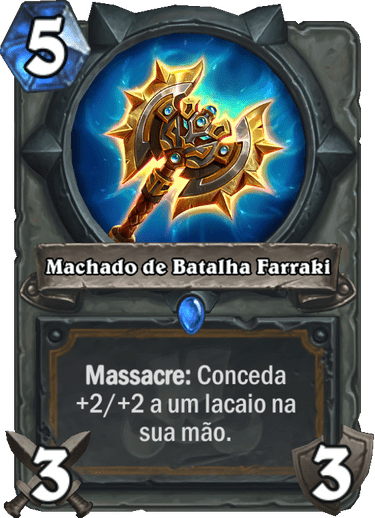 5
Machado de Batalha Farraki
Massacre: Conceda
+2/+2 a um lacaio na
sua mão.
3 3